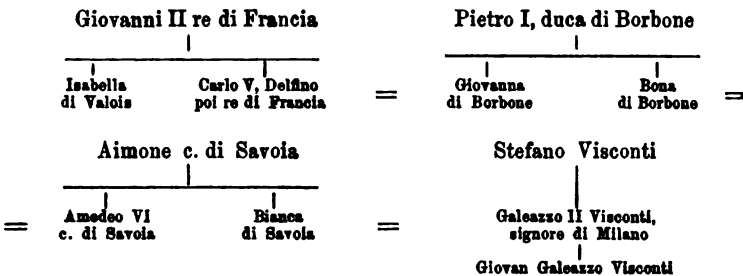 Giovanni II re di Francia
Isabella
di Valois
Carlo V, Delfino
poi re di Francia
=
Pietro I, duca di Borbone
Giovanna
di Borbone
Bona
di Borbone
=
Aimone c. di Savoia
=
Amedeo VI
c. di Savoia
Bianca
di Savoia
=
Stefano Visconti
Galeazzo II Visconti,
signore di Milano
Giovan Galeazzo Visconti